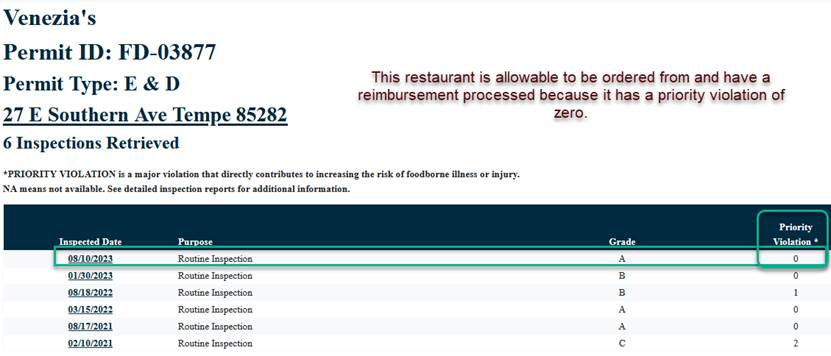 Venezia's
Permit ID: FD-03877
Permit Type: E & D
27 E Southern Ave Tempe 85282
6 Inspections Retrieved
This restaurant is allowable to be ordered from and have a
reimbursement processed because it has a priority violation of
zero.
*PRIORITY VIOLATION is a major violation that directly contributes to increasing the risk of foodborne illness or injury.
NA means not available. See detailed inspection reports for additional information.
Inspected Date Purpose Grade Priority Violation *
08/10/2023 Routine Inspection A 0
01/30/2023 Routine Inspection B 0
08/18/2022 Routine Inspection B 1
03/15/2022 Routine Inspection A 0
08/17/2021 Routine Inspection A 0
02/10/2021 Routine Inspection C 2